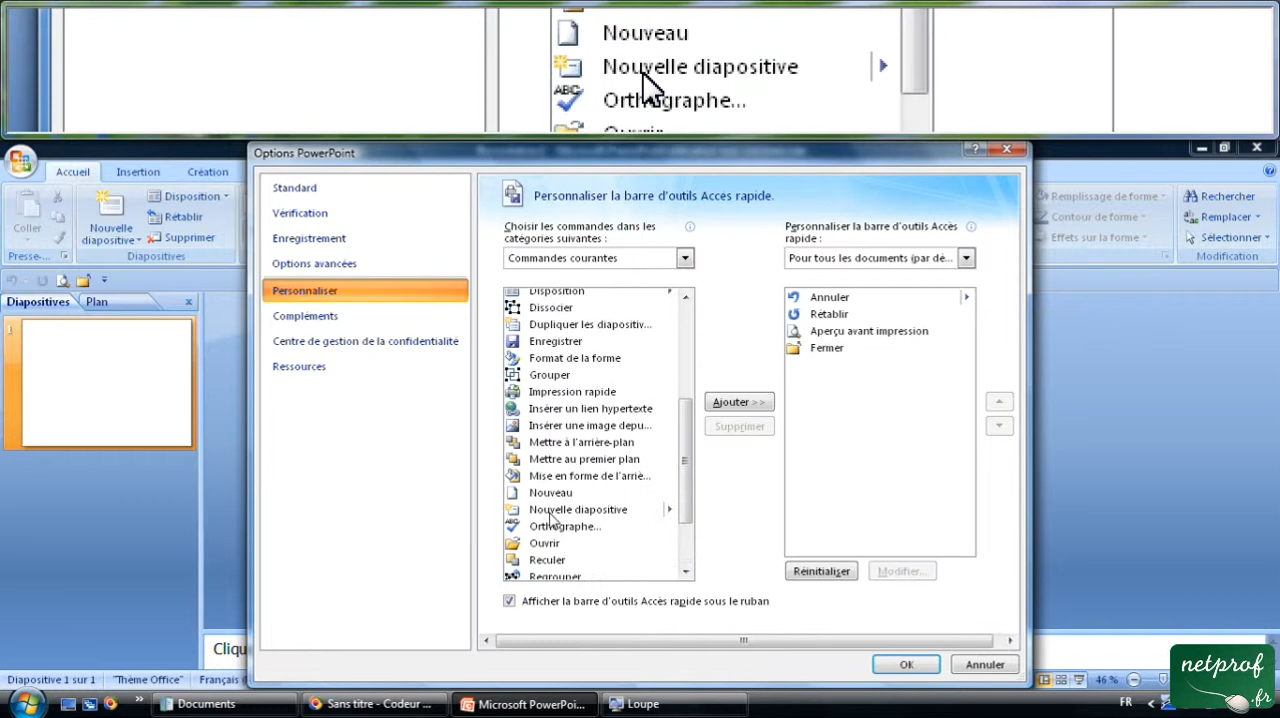 Nouveau
Nouvelle diapositive
ABC
Orthographe...
Ouvrir
Options PowerPoint
Accueil
Insertion
Création
Coller
Nouvelle
diapositive
Disposition
Rétablir
Supprimer
Presse-...
Diapositives
Remplissage de forme
Contour de forme
Effets sur la forme
Rechercher
Remplacer
Sélectionner
Modification
Diapositives
Plan
1
Standard
Vérification
Enregistrement
Options avancées
Personnaliser
Compléments
Centre de gestion de la confidentialité
Ressources
Personnaliser la barre d'outils Accès rapide.
Choisir les commandes dans les
catégories suivantes :
Commandes courantes
Disposition
Dissocier
Dupliquer les diapositiv...
Enregistrer
Format de la forme
Grouper
Impression rapide
Insérer un lien hypertexte
Insérer une image depu...
Mettre à l'arrière-plan
Mettre au premier plan
Mise en forme de l'arriè...
Nouveau
Nouvelle diapositive
ABC
Orthographe...
Ouvrir
Reculer
Regrouper
Ajouter >>
Supprimer
Personnaliser la barre d'outils Accès
rapide :
Pour tous les documents (par dé...
Annuler
Rétablir
Aperçu avant impression
Fermer
Réinitialiser
Modifier...
Afficher la barre d'outils Accès rapide sous le ruban
OK
Annuler
Cliqu
Diapositive 1 sur 1
"Thème Office"
Français
46 %
Documents
Sans titre - Codeur ...
Microsoft PowerPoi...
Loupe
FR
netprof
.fr